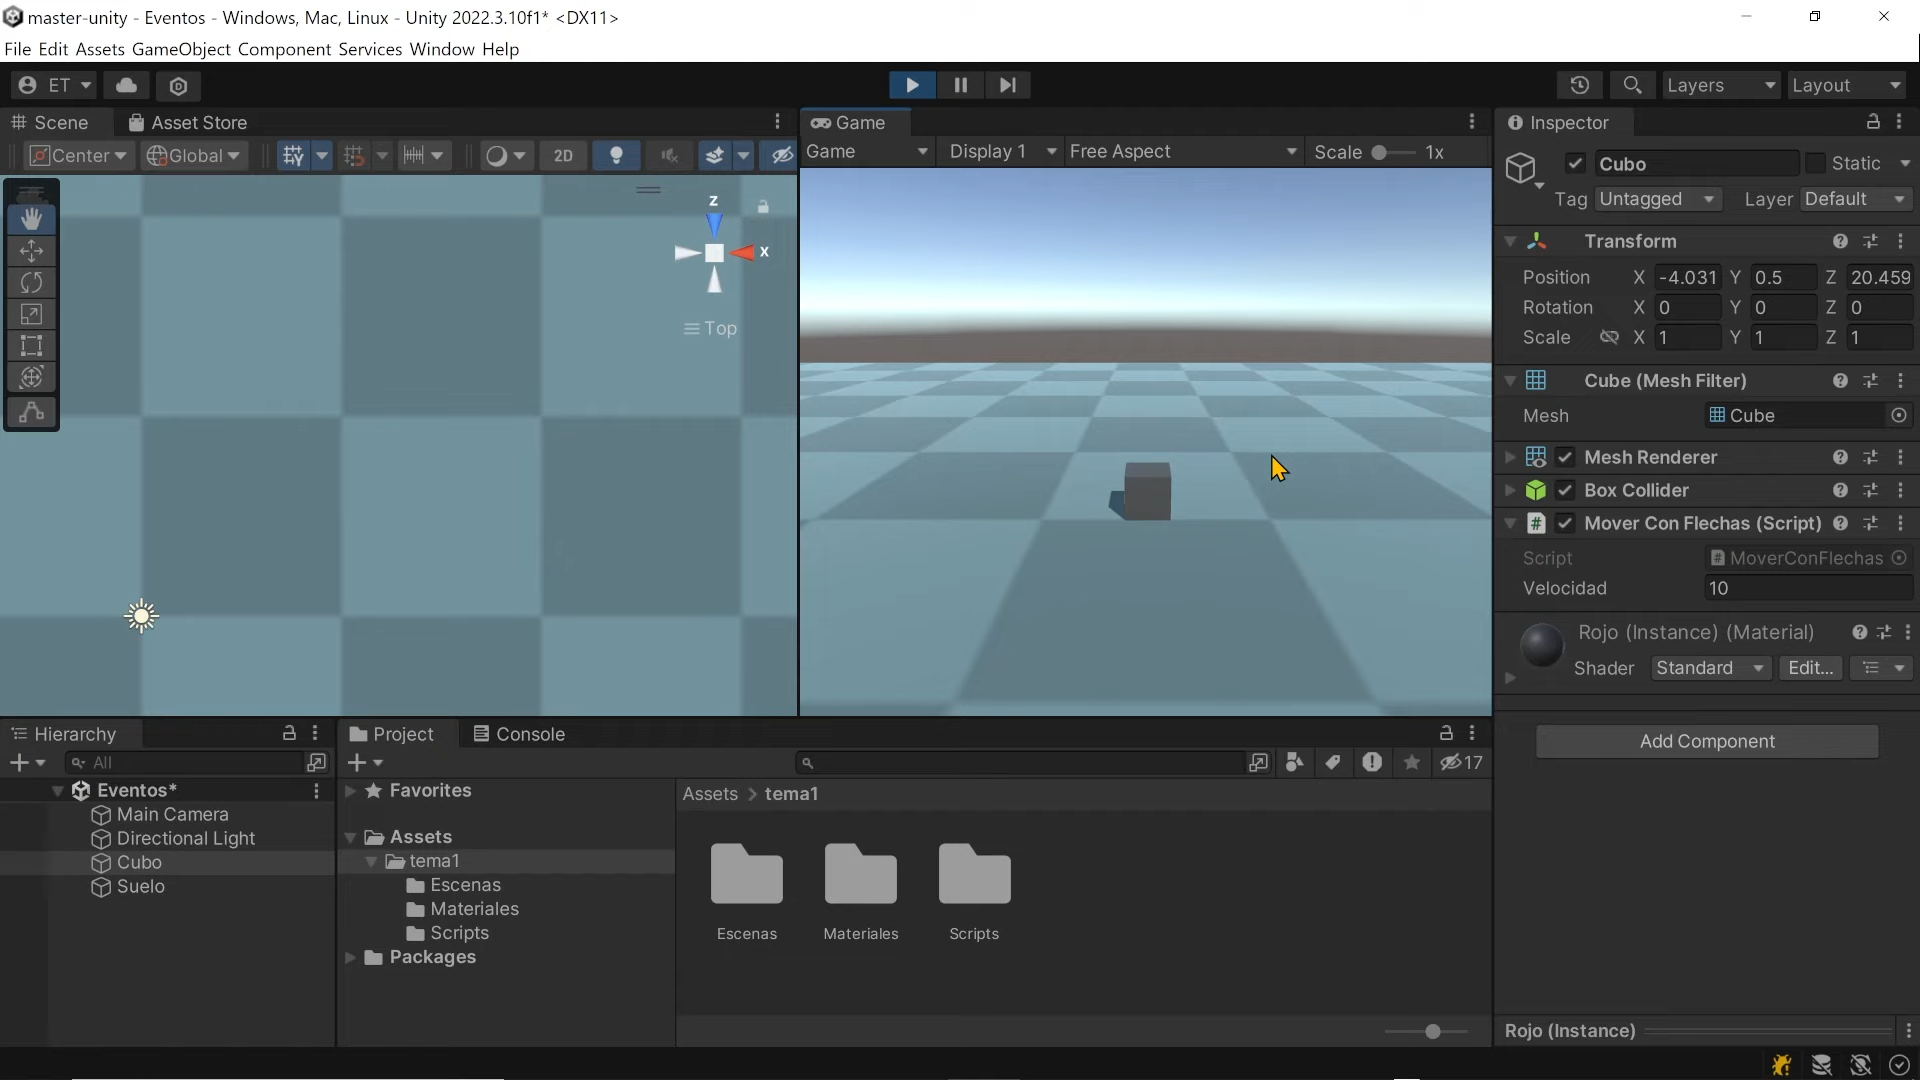 master-unity - Eventos - Windows, Mac, Linux - Unity 2022.3.10f1* <DX11>
File Edit Assets GameObject Component Services Window Help
ET
Layers
Layout
Scene
Asset Store
Game
Inspector
Center
Global
2D
Game
Display 1
Free Aspect
Scale
1x
Cubo
Static
Tag
Untagged
Layer
Default
z
x
Top
Transform
Position X -4.031 Y 0.5 Z 20.459
Rotation X 0 Y 0 Z 0
Scale X 1 Y 1 Z 1
Cube (Mesh Filter)
Mesh
Cube
Mesh Renderer
Box Collider
Mover Con Flechas (Script)
Script
MoverConFlechas
Velocidad
10
Rojo (Instance) (Material)
Shader
Standard
Edit...
Add Component
Rojo (Instance)
Hierarchy
All
Eventos*
Main Camera
Directional Light
Cubo
Suelo
Project
Console
17
Favorites
Assets
tema1
Escenas
Materiales
Scripts
Packages
Assets > tema1
Escenas
Materiales
Scripts